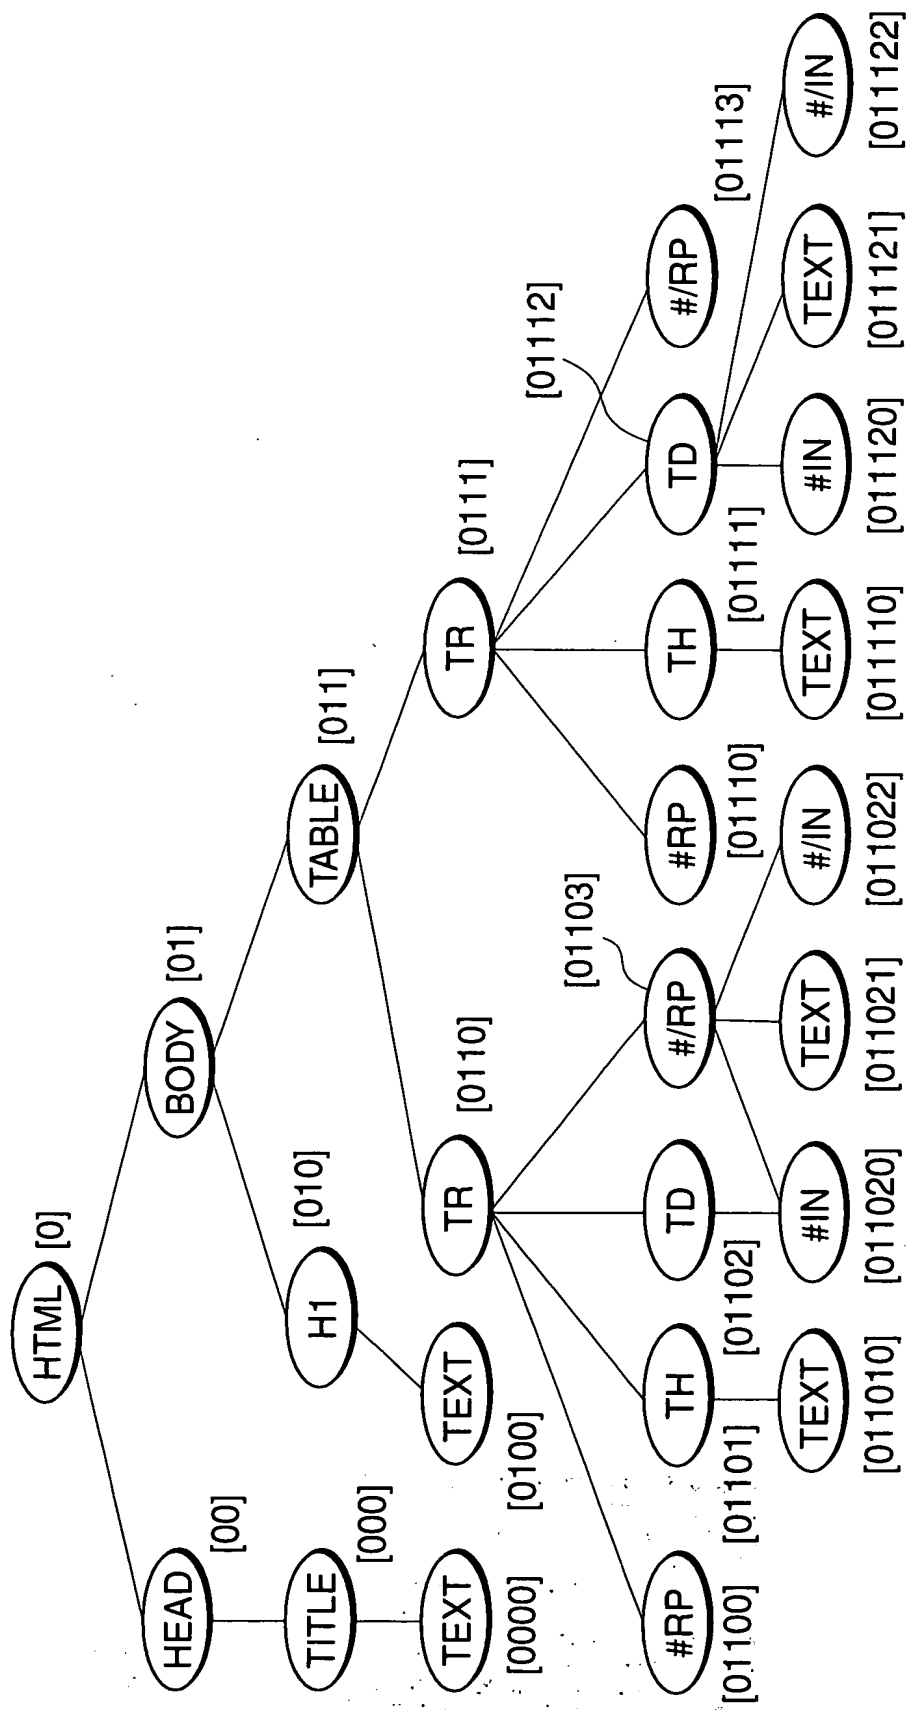 HTML [0]
HEAD [00]
BODY [01]
TITLE [000]
H1 [010]
TABLE [011]
TEXT [0000]
TEXT [0100]
TR [0110]
TR [0111]
#RP [01100]
TH [01101]
TD [01102]
#/RP [01103]
#RP [01110]
TH [01111]
TD [01112]
#/RP [01113]
TEXT [011010]
#IN [011020]
TEXT [011021]
#/IN [011022]
TEXT [011110]
#IN [011120]
TEXT [011121]
#/IN [011122]